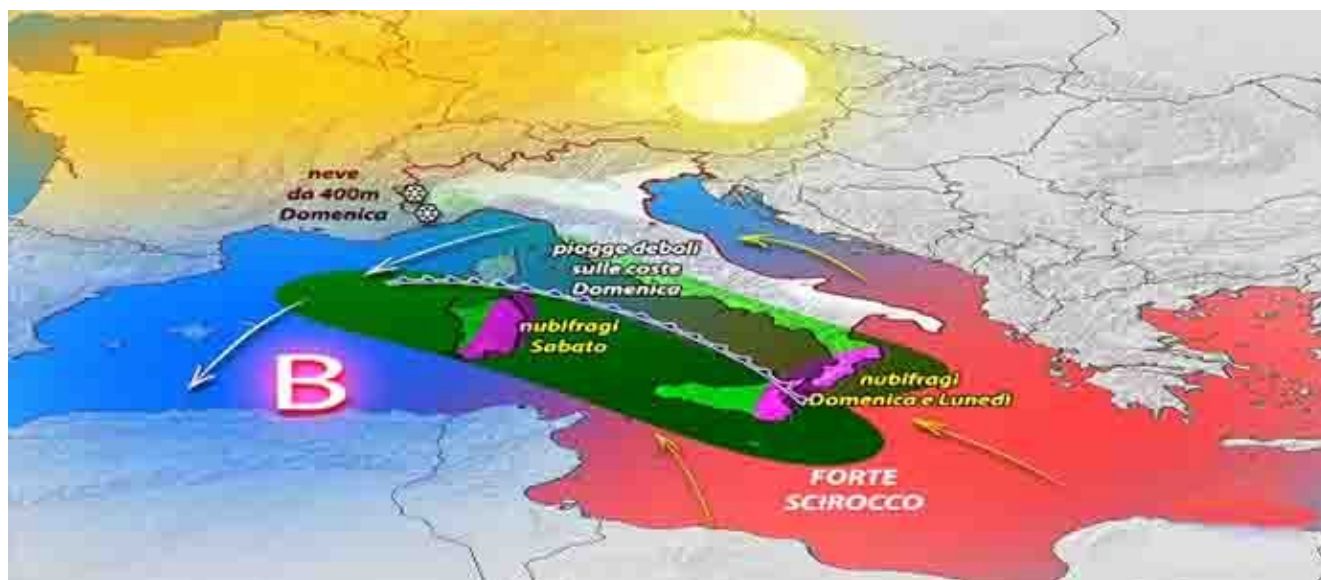 neve
da 400m
Domenica
piogge deboli
sulle coste
Domenica
nubifragi
Sabato
B
nubifragi
Domenica e Lunedì
FORTE
SCIROCCO